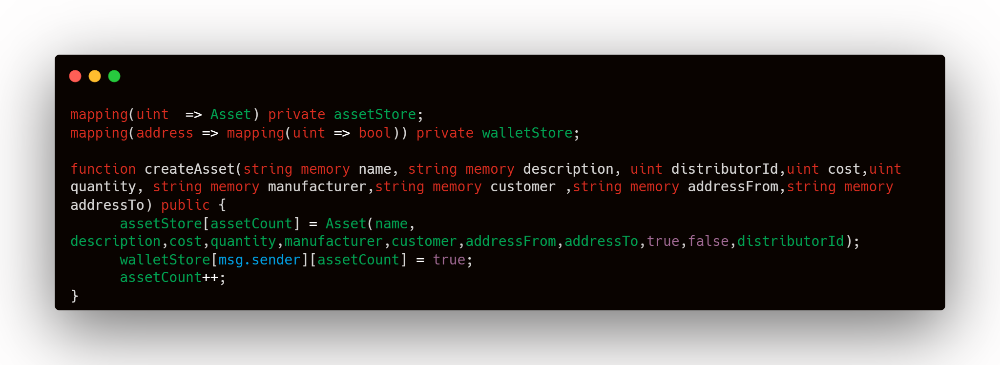 mapping(uint  => Asset) private assetStore;
mapping(address => mapping(uint => bool)) private walletStore;
function createAsset(string memory name, string memory description, uint distributorId,uint cost,uint
quantity, string memory manufacturer,string memory customer ,string memory addressFrom,string memory
addressTo) public {
      assetStore[assetCount] = Asset(name,
description,cost,quantity,manufacturer,customer,addressFrom,addressTo,true,false,distributorId);
      walletStore[msg.sender][assetCount] = true;
      assetCount++;
}